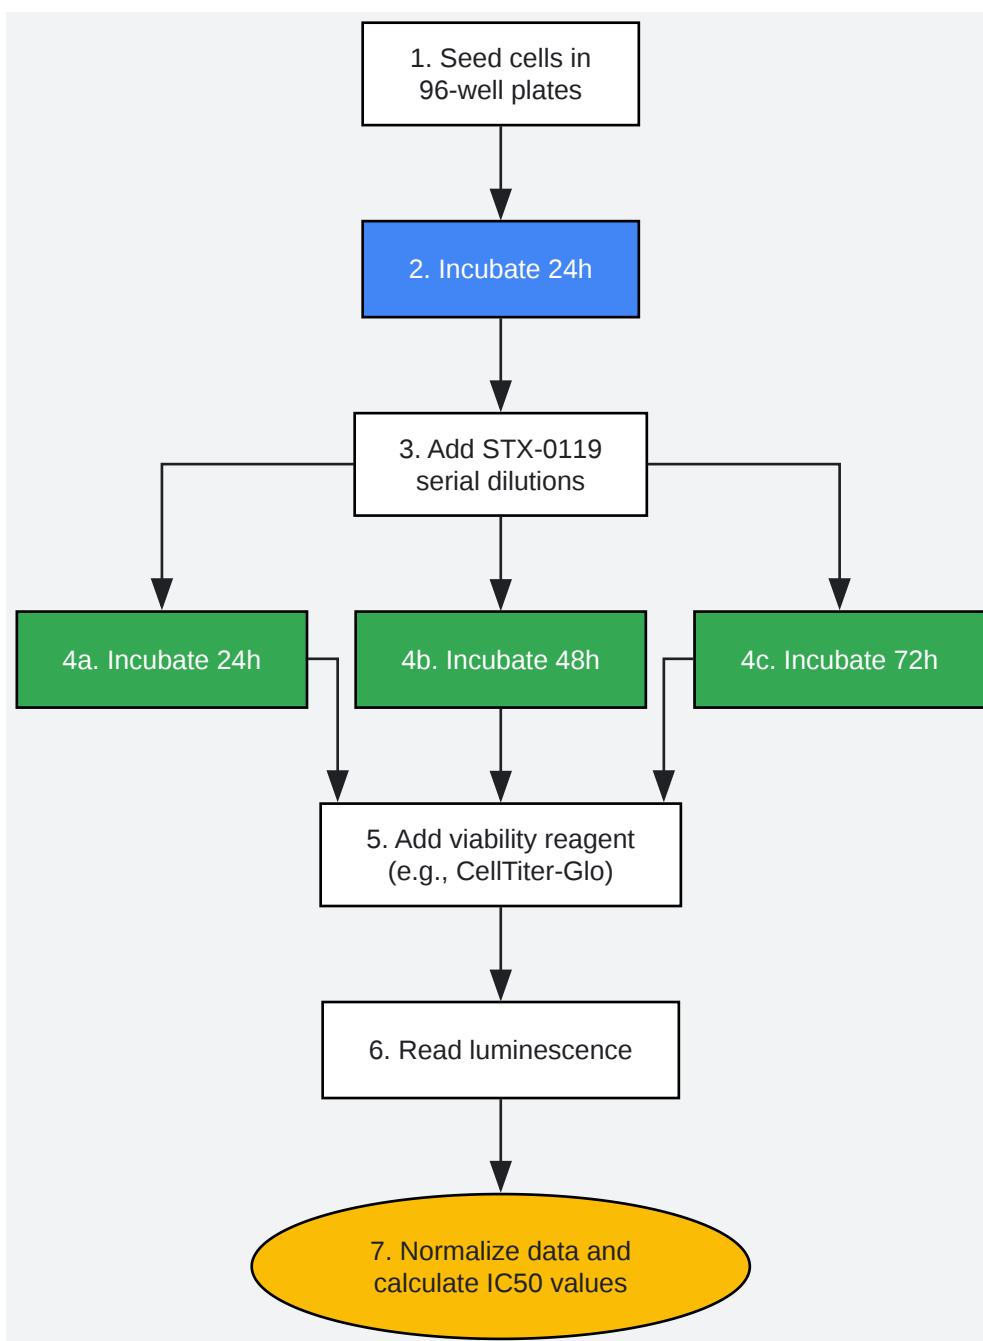 1. Seed cells in
96-well plates
2. Incubate 24h
3. Add STX-0119
serial dilutions
4a. Incubate 24h
4b. Incubate 48h
4c. Incubate 72h
5. Add viability reagent
(e.g., CellTiter-Glo)
6. Read luminescence
7. Normalize data and
calculate IC50 values